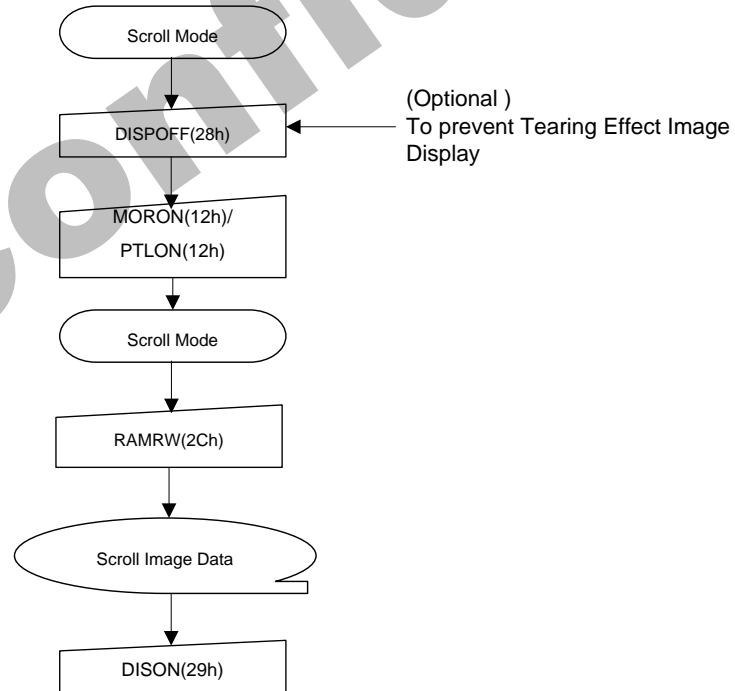 Scroll Mode
DISPOFF(28h)
(Optional )
To prevent Tearing Effect Image
Display
MORON(12h)/
PTLON(12h)
Scroll Mode
RAMRW(2Ch)
Scroll Image Data
DISON(29h)